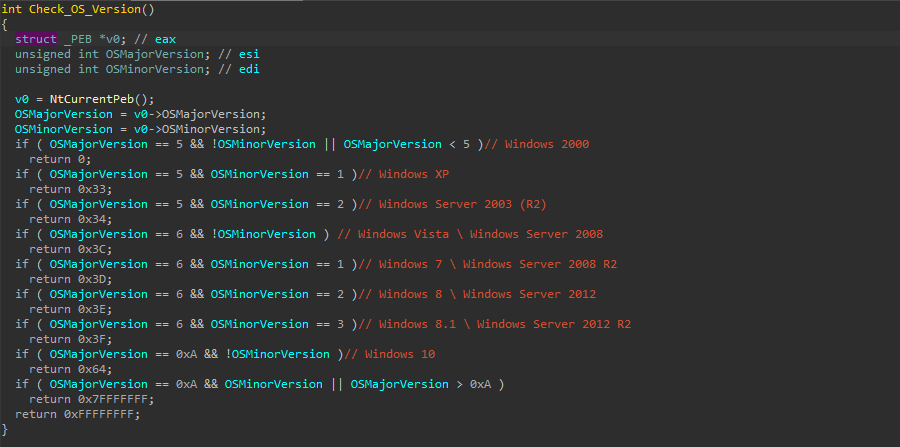 int Check_OS_Version()
{
  struct _PEB *v0; // eax
  unsigned int OSMajorVersion; // esi
  unsigned int OSMinorVersion; // edi

  v0 = NtCurrentPeb();
  OSMajorVersion = v0->OSMajorVersion;
  OSMinorVersion = v0->OSMinorVersion;
  if ( OSMajorVersion == 5 && !OSMinorVersion || OSMajorVersion < 5 )// Windows 2000
    return 0;
  if ( OSMajorVersion == 5 && OSMinorVersion == 1 )// Windows XP
    return 0x33;
  if ( OSMajorVersion == 5 && OSMinorVersion == 2 )// Windows Server 2003 (R2)
    return 0x34;
  if ( OSMajorVersion == 6 && !OSMinorVersion ) // Windows Vista \ Windows Server 2008
    return 0x3C;
  if ( OSMajorVersion == 6 && OSMinorVersion == 1 )// Windows 7 \ Windows Server 2008 R2
    return 0x3D;
  if ( OSMajorVersion == 6 && OSMinorVersion == 2 )// Windows 8 \ Windows Server 2012
    return 0x3E;
  if ( OSMajorVersion == 6 && OSMinorVersion == 3 )// Windows 8.1 \ Windows Server 2012 R2
    return 0x3F;
  if ( OSMajorVersion == 0xA && !OSMinorVersion )// Windows 10
    return 0x64;
  if ( OSMajorVersion == 0xA && OSMinorVersion || OSMajorVersion > 0xA )
    return 0x7FFFFFFF;
  return 0xFFFFFFFF;
}